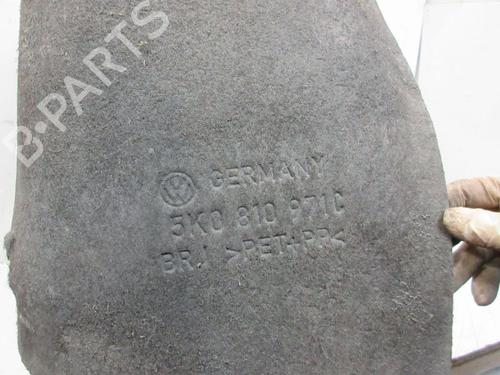 B-PARTS
GERMANY
5K0 810 971C
BRJ >PET+PP<